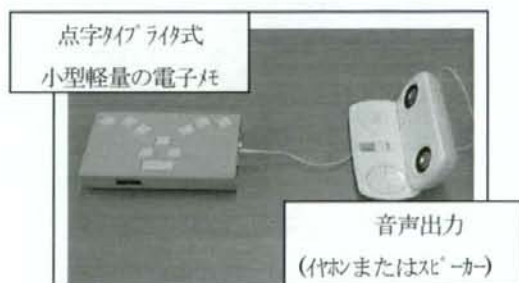 点字ﾀｲﾌﾟﾗｲﾀ式
小型軽量の電子ﾒﾓ
音声出力
(ｲﾔﾎﾝまたはｽﾋﾟｰｶｰ)